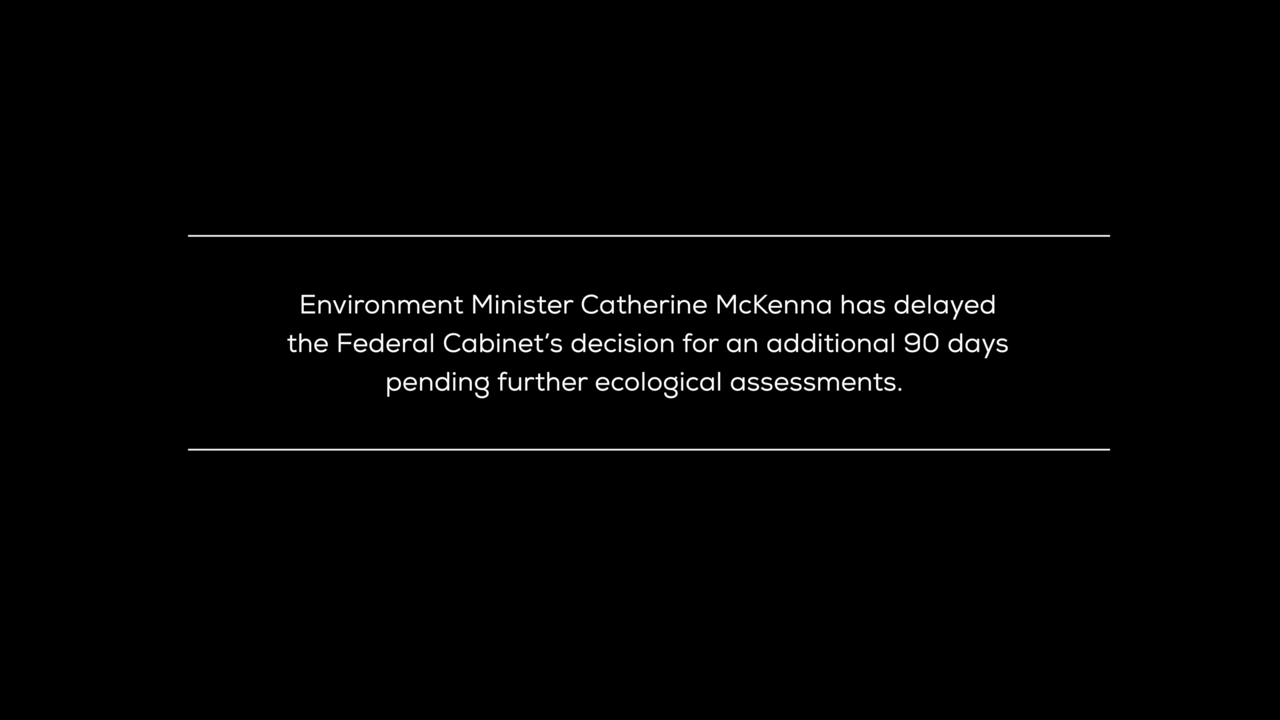 Environment Minister Catherine McKenna has delayed
the Federal Cabinet’s decision for an additional 90 days
pending further ecological assessments.